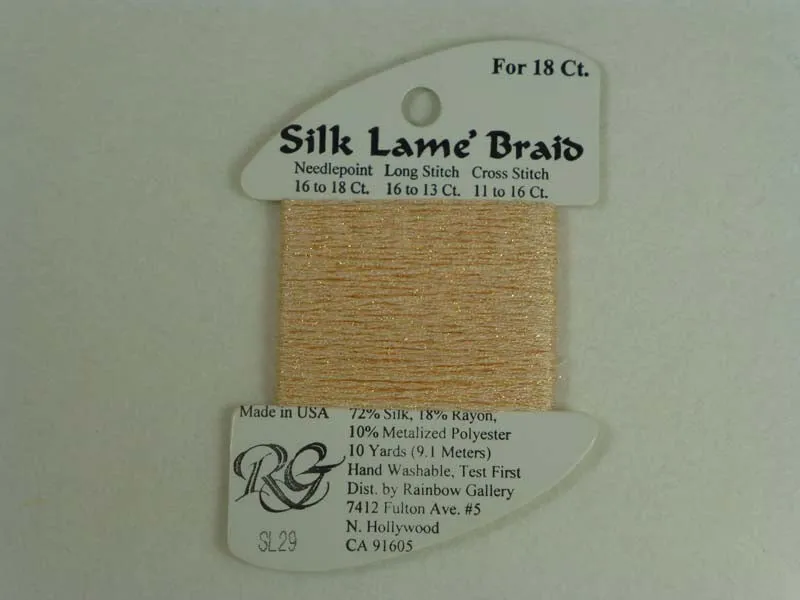 For 18 Ct.
Silk Lame' Braid
Needlepoint Long Stitch Cross Stitch
16 to 18 Ct. 16 to 13 Ct. 11 to 16 Ct.
Made in USA
72% Silk, 18% Rayon,
10% Metalized Polyester
10 Yards (9.1 Meters)
Hand Washable, Test First
Dist. by Rainbow Gallery
7412 Fulton Ave. #5
N. Hollywood
CA 91605
RG
SL29